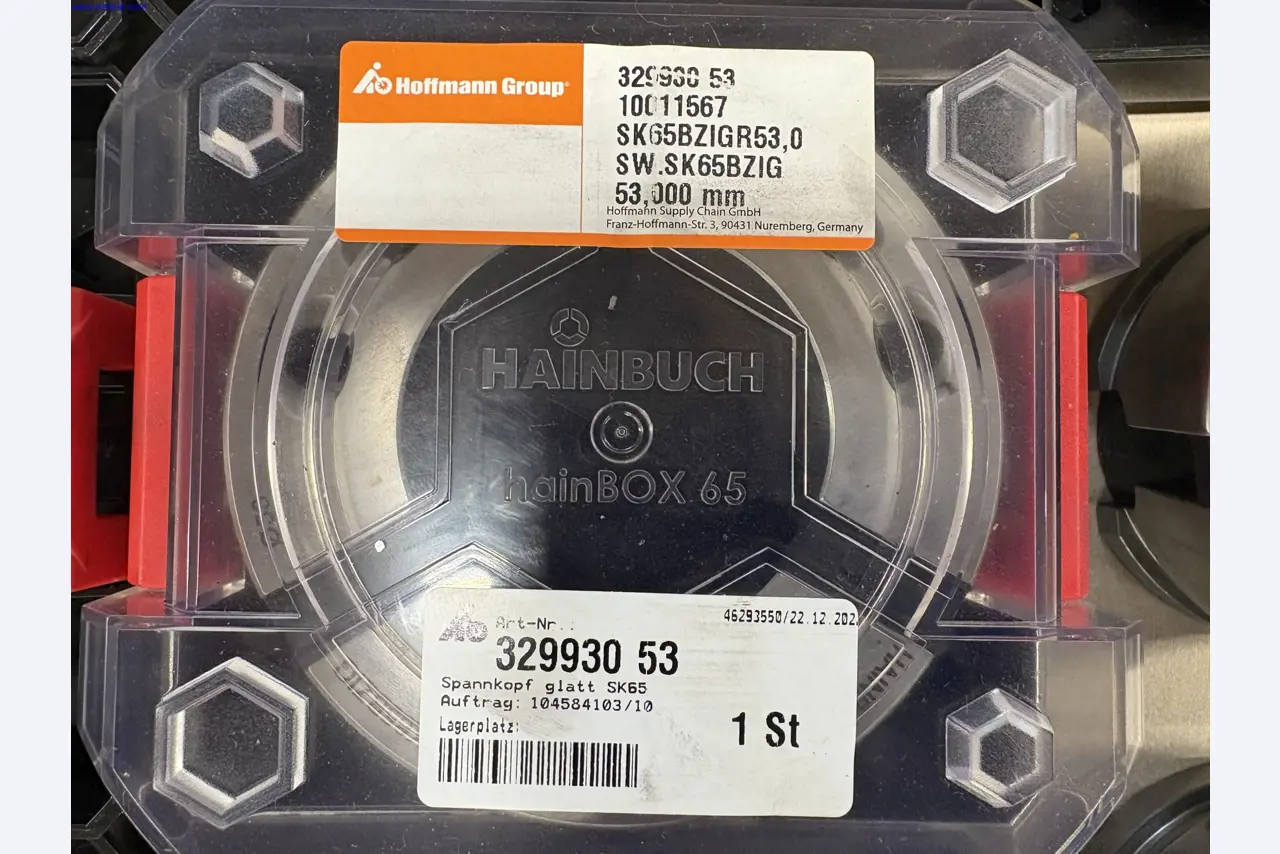 Hoffmann Group
329930 53
10011567
SK65BZIGR53,0
SW.SK65BZIG
53,000 mm
Hoffmann Supply Chain GmbH
Franz-Hoffmann-Str. 3, 90431 Nuremberg, Germany
HAINBUCH
hainBOX 65
46293550/22.12.202
Art-Nr.:
329930 53
Spannkopf glatt SK65
Auftrag: 104584103/10
Lagerplatz:
1 St